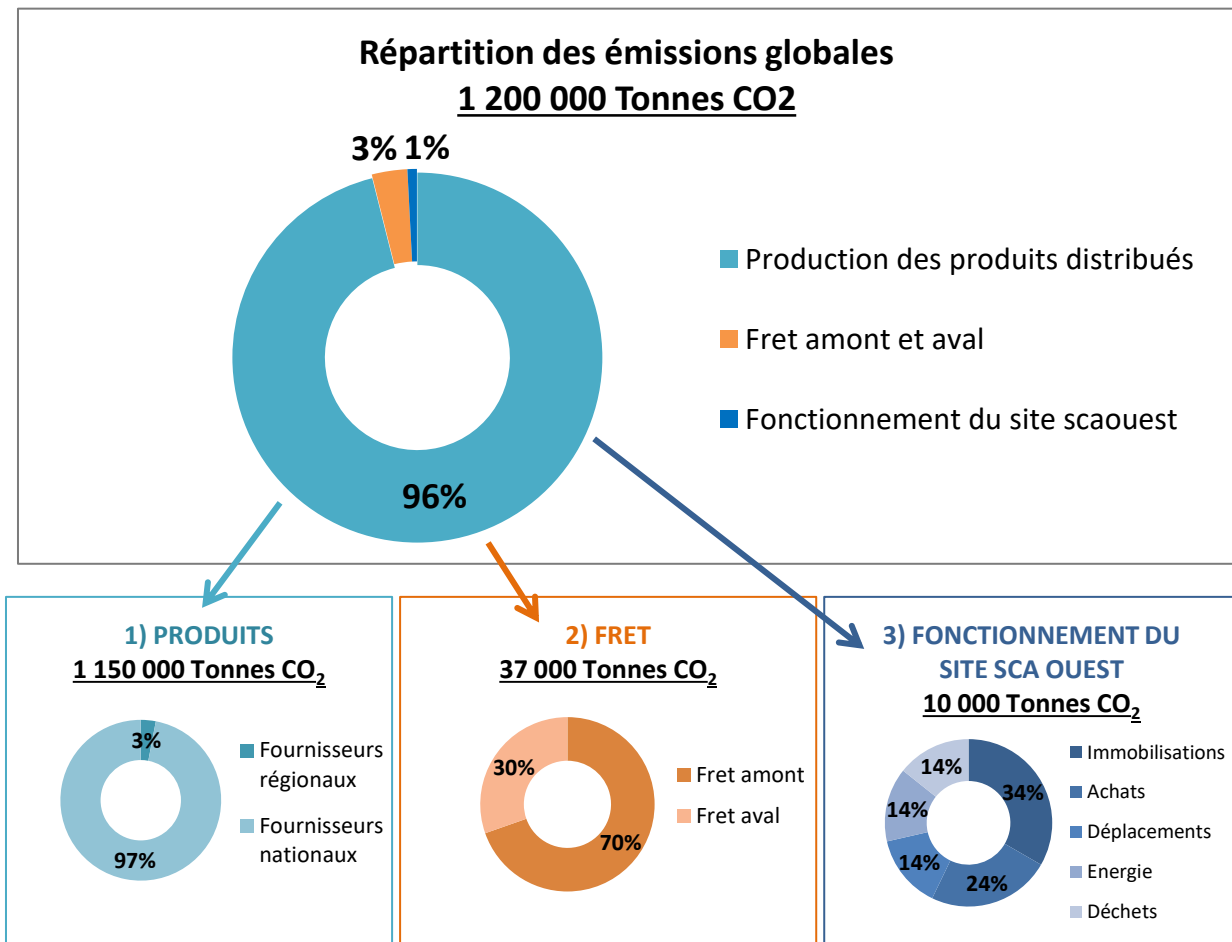 Répartition des émissions globales
1 200 000 Tonnes CO2
3% 1%
Production des produits distribués
Fret amont et aval
Fonctionnement du site scaouest
96%
1) PRODUITS
1 150 000 Tonnes CO2
3%
Fournisseurs
régionaux
Fournisseurs
nationaux
97%
2) FRET
37 000 Tonnes CO2
30%
Fret amont
Fret aval
70%
3) FONCTIONNEMENT DU
SITE SCA OUEST
10 000 Tonnes CO2
14%
34%
14%
14%
24%
Immobilisations
Achats
Déplacements
Energie
Déchets